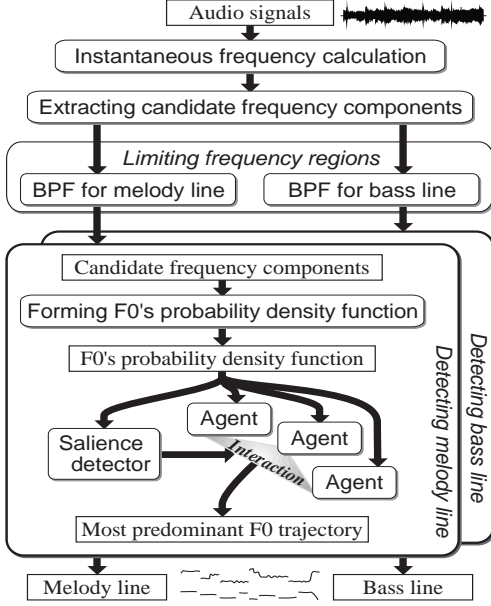 Audio signals
Instantaneous frequency calculation
Extracting candidate frequency components
Limiting frequency regions
BPF for melody line
BPF for bass line
Candidate frequency components
Forming F0's probability density function
F0's probability density function
Agent
Agent
Salience
detector
Interaction
Agent
Most predominant F0 trajectory
Detecting melody line
Detecting bass line
Melody line
Bass line